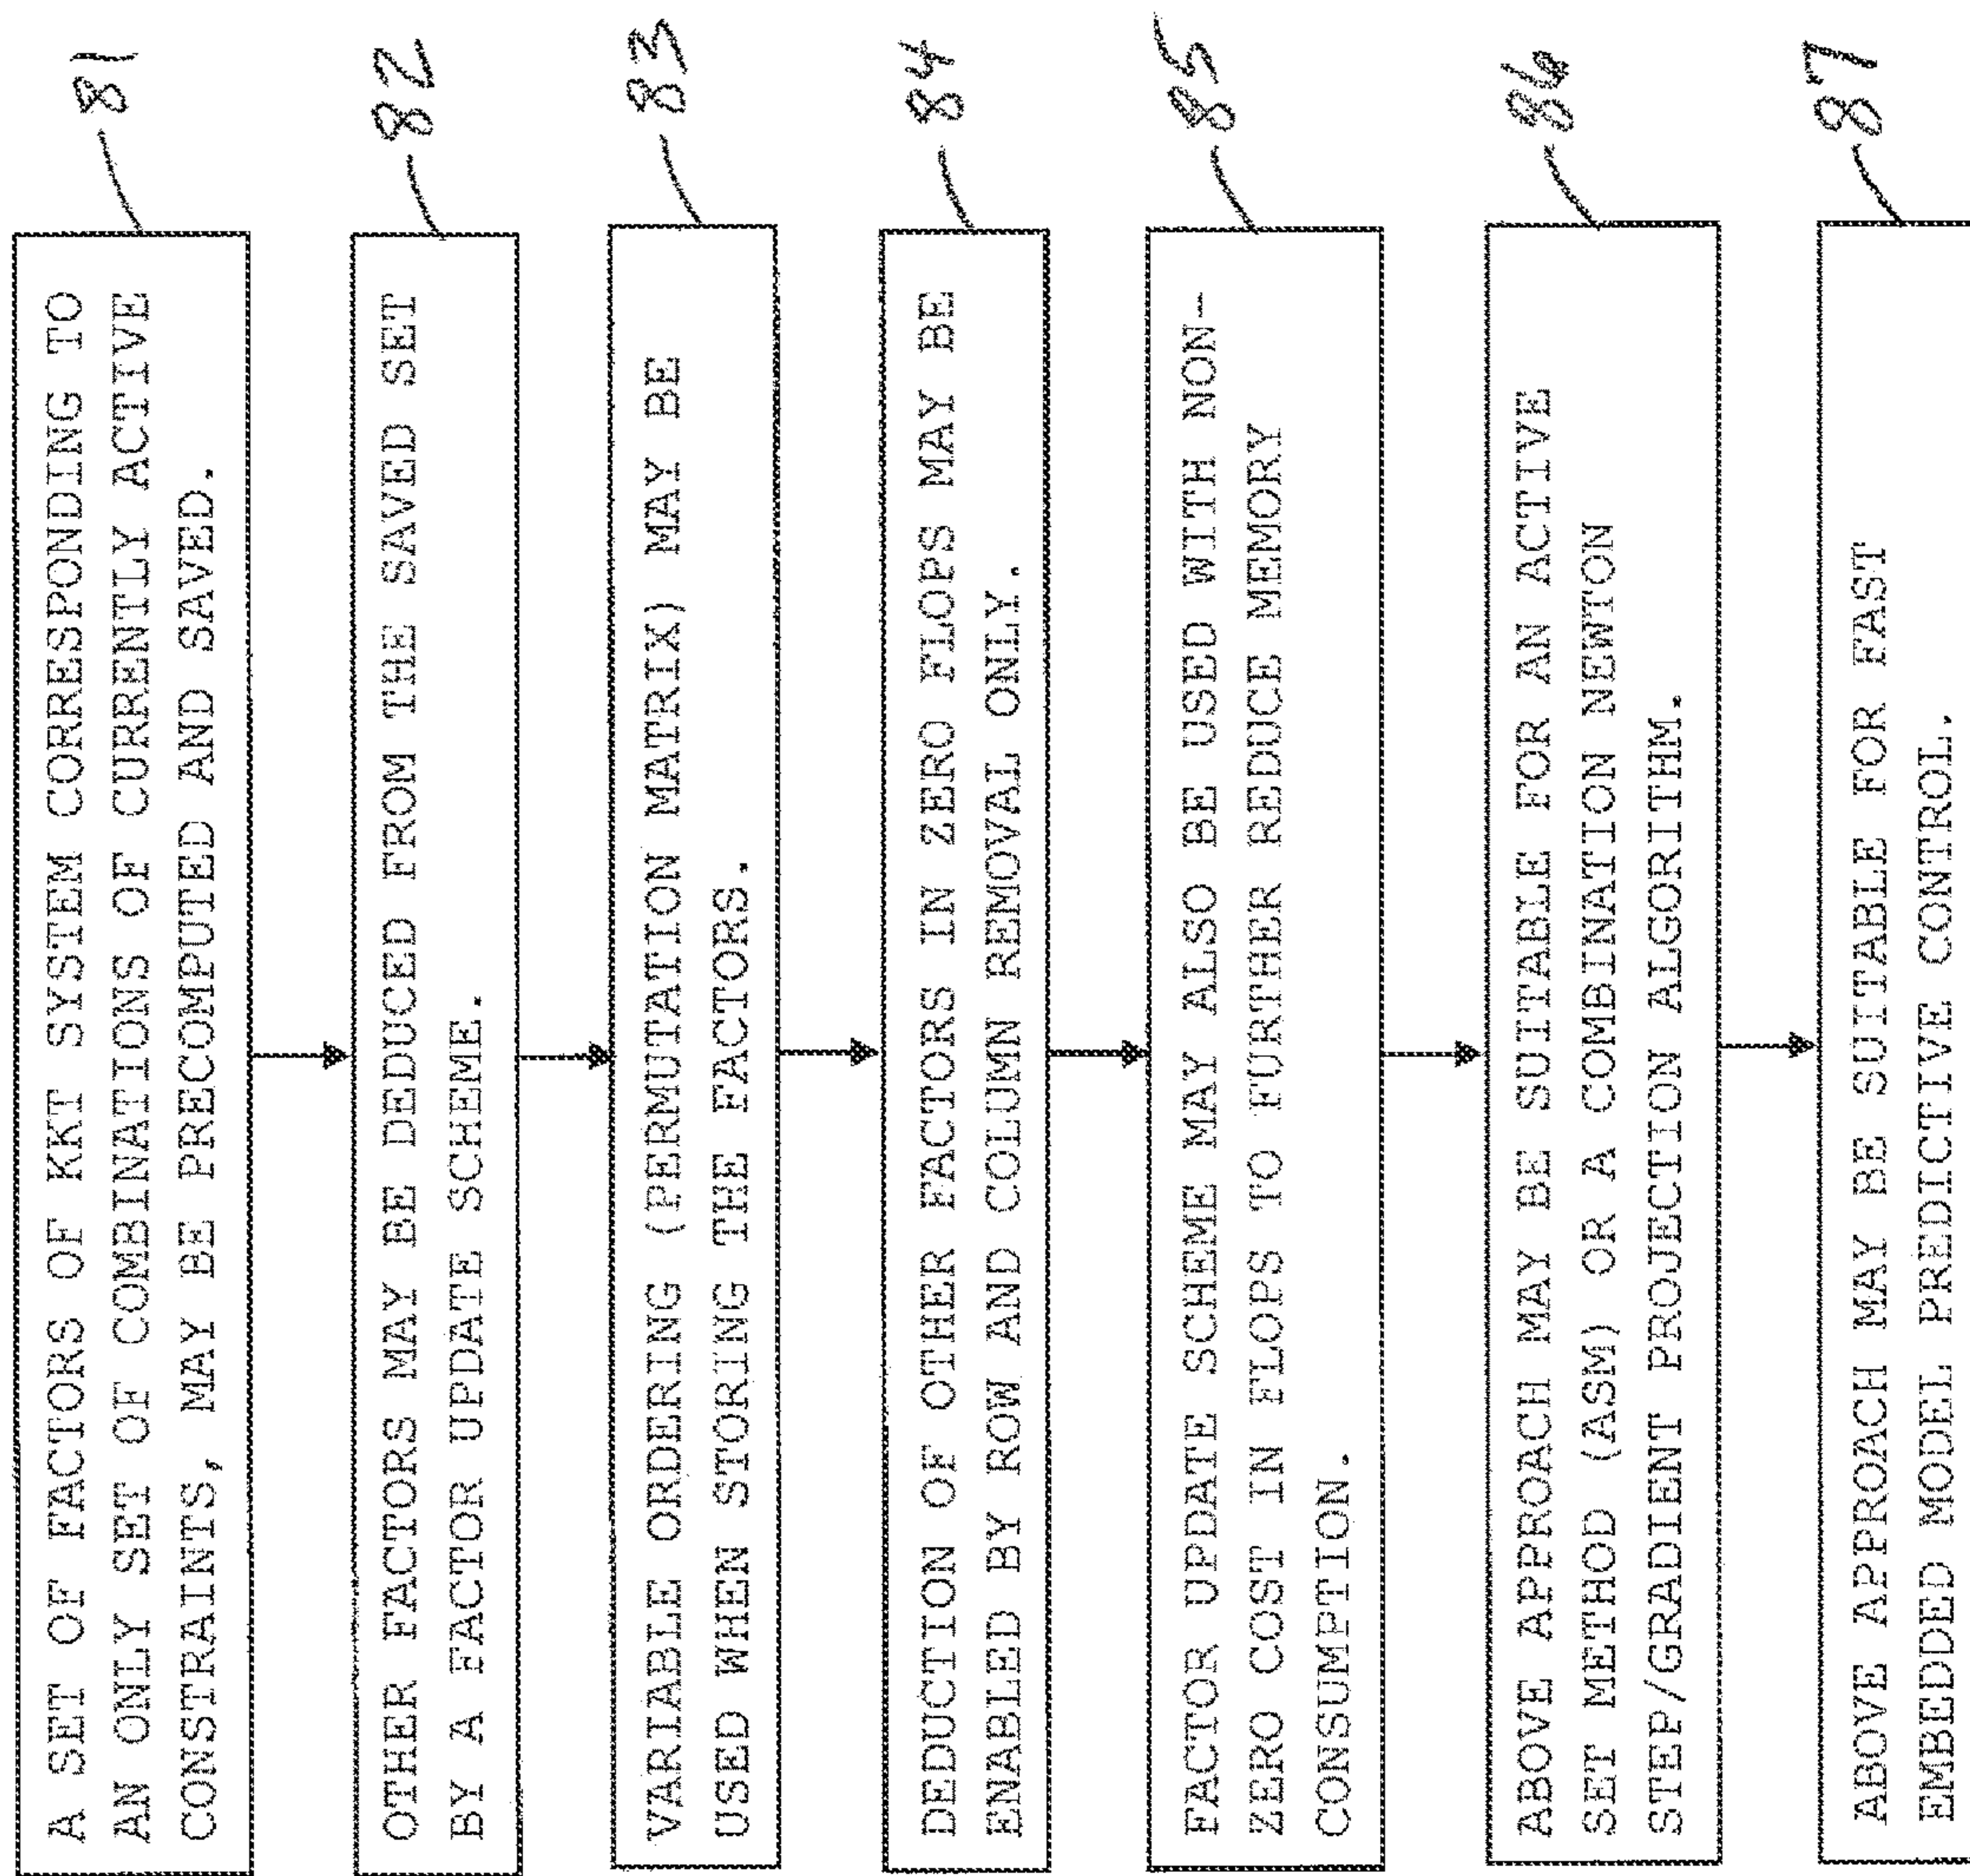 A SET OF FACTORS OF KKT SYSTEM CORRESPONDING TO
AN ONLY SET OF COMBINATIONS OF CURRENTLY ACTIVE
CONSTRAINTS, MAY BE PRECOMPUTED AND SAVED.
81
OTHER FACTORS MAY BE DEDUCED FROM THE SAVED SET
BY A FACTOR UPDATE SCHEME.
82
VARIABLE ORDERING (PERMUTATION MATRIX) MAY BE
USED WHEN STORING THE FACTORS.
83
DEDUCTION OF OTHER FACTORS IN ZERO FLOPS MAY BE
ENABLED BY ROW AND COLUMN REMOVAL ONLY.
84
FACTOR UPDATE SCHEME MAY ALSO BE USED WITH NON-
ZERO COST IN FLOPS TO FURTHER REDUCE MEMORY
CONSUMPTION.
85
ABOVE APPROACH MAY BE SUITABLE FOR AN ACTIVE
SET METHOD (ASM) OR A COMBINATION NEWTON
STEP/GRADIENT PROJECTION ALGORITHM.
86
ABOVE APPROACH MAY BE SUITABLE FOR FAST
EMBEDDED MODEL PREDICTIVE CONTROL.
87